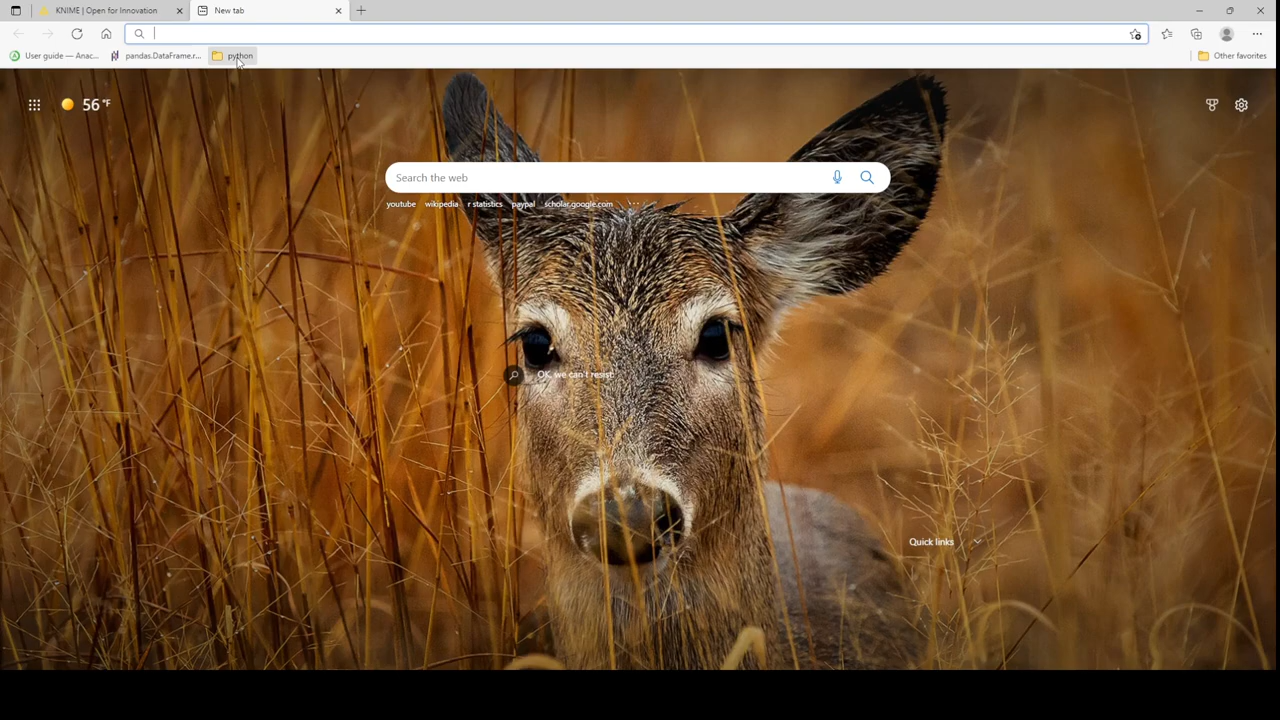 KNIME | Open for Innovation
New tab
User guide — Anac...
pandas.DataFrame.r...
python
Other favorites
56 °F
Search the web
youtube wikipedia r statistics paypal scholar.google.com ...
OK, we can't resist
Quick links